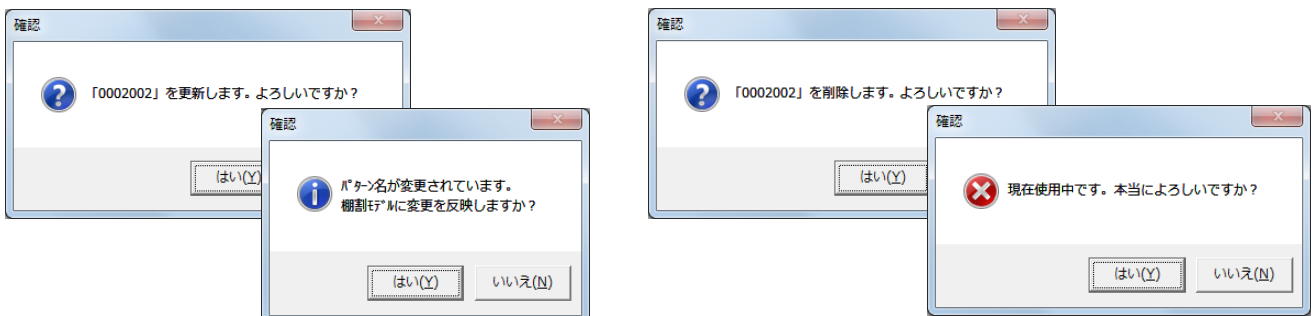 確認
「0002002」を更新します。よろしいですか？
はい(Y)
確認
ﾊﾟﾀｰﾝ名が変更されています。
棚割ﾓﾃﾞﾙに変更を反映しますか？
はい(Y)
いいえ(N)
確認
「0002002」を削除します。よろしいですか？
はい(Y)
確認
現在使用中です。本当によろしいですか？
はい(Y)
いいえ(N)